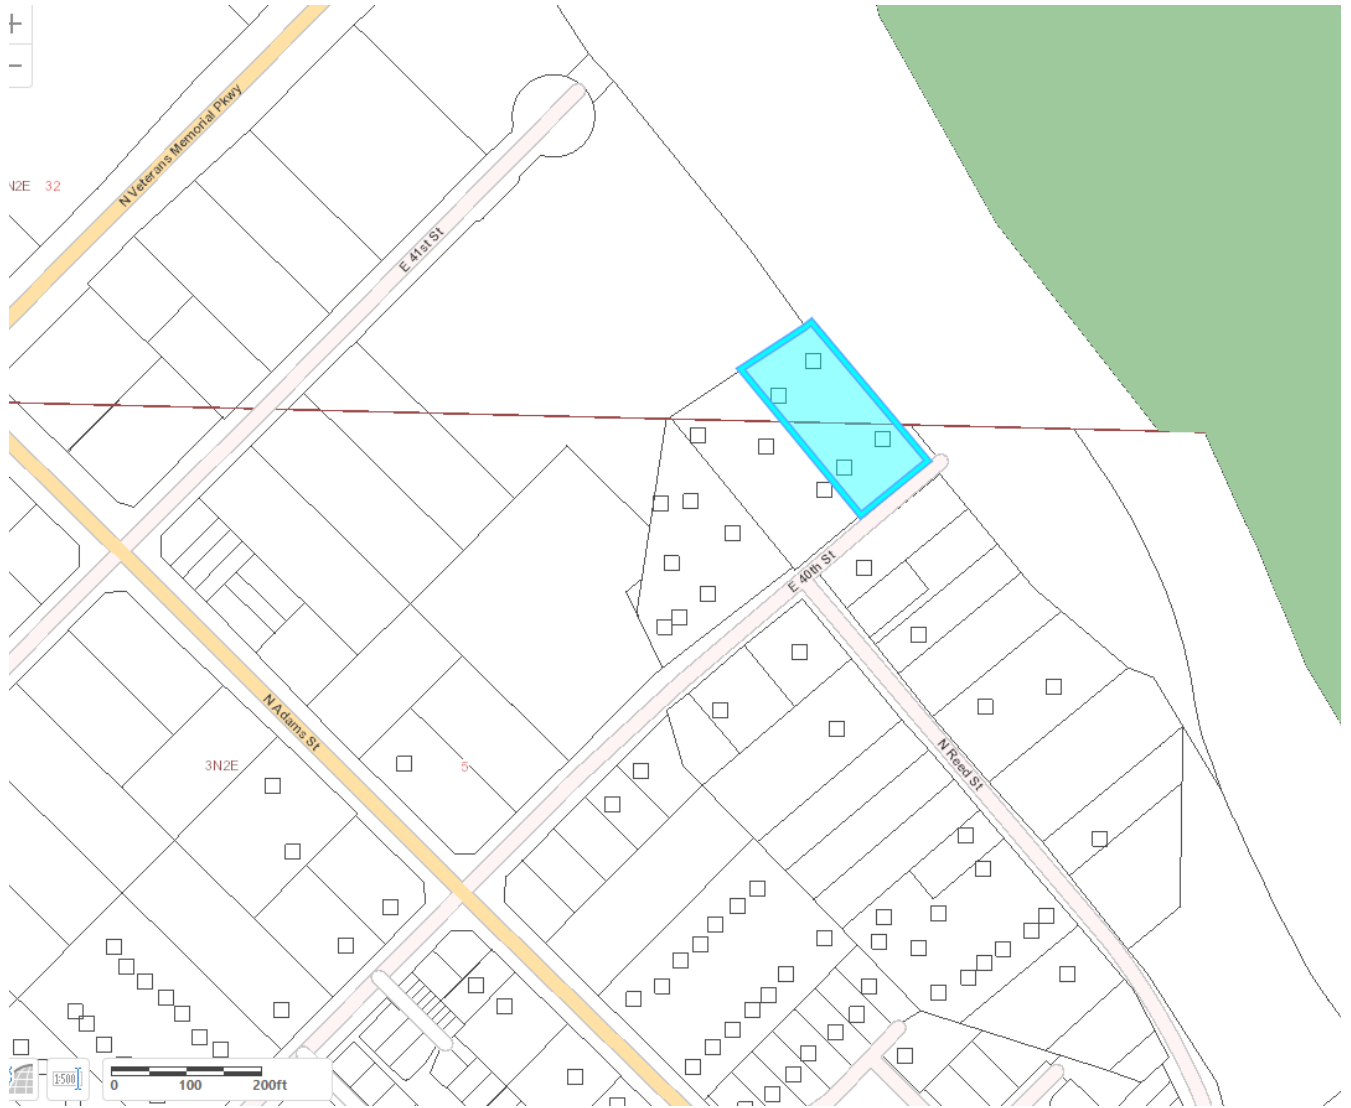 +
−
N Veterans Memorial Pkwy
N2E 32
E 41st St
E 40th St
N Adams St
3N2E
5
N Reed St
1:500
0 100 200ft